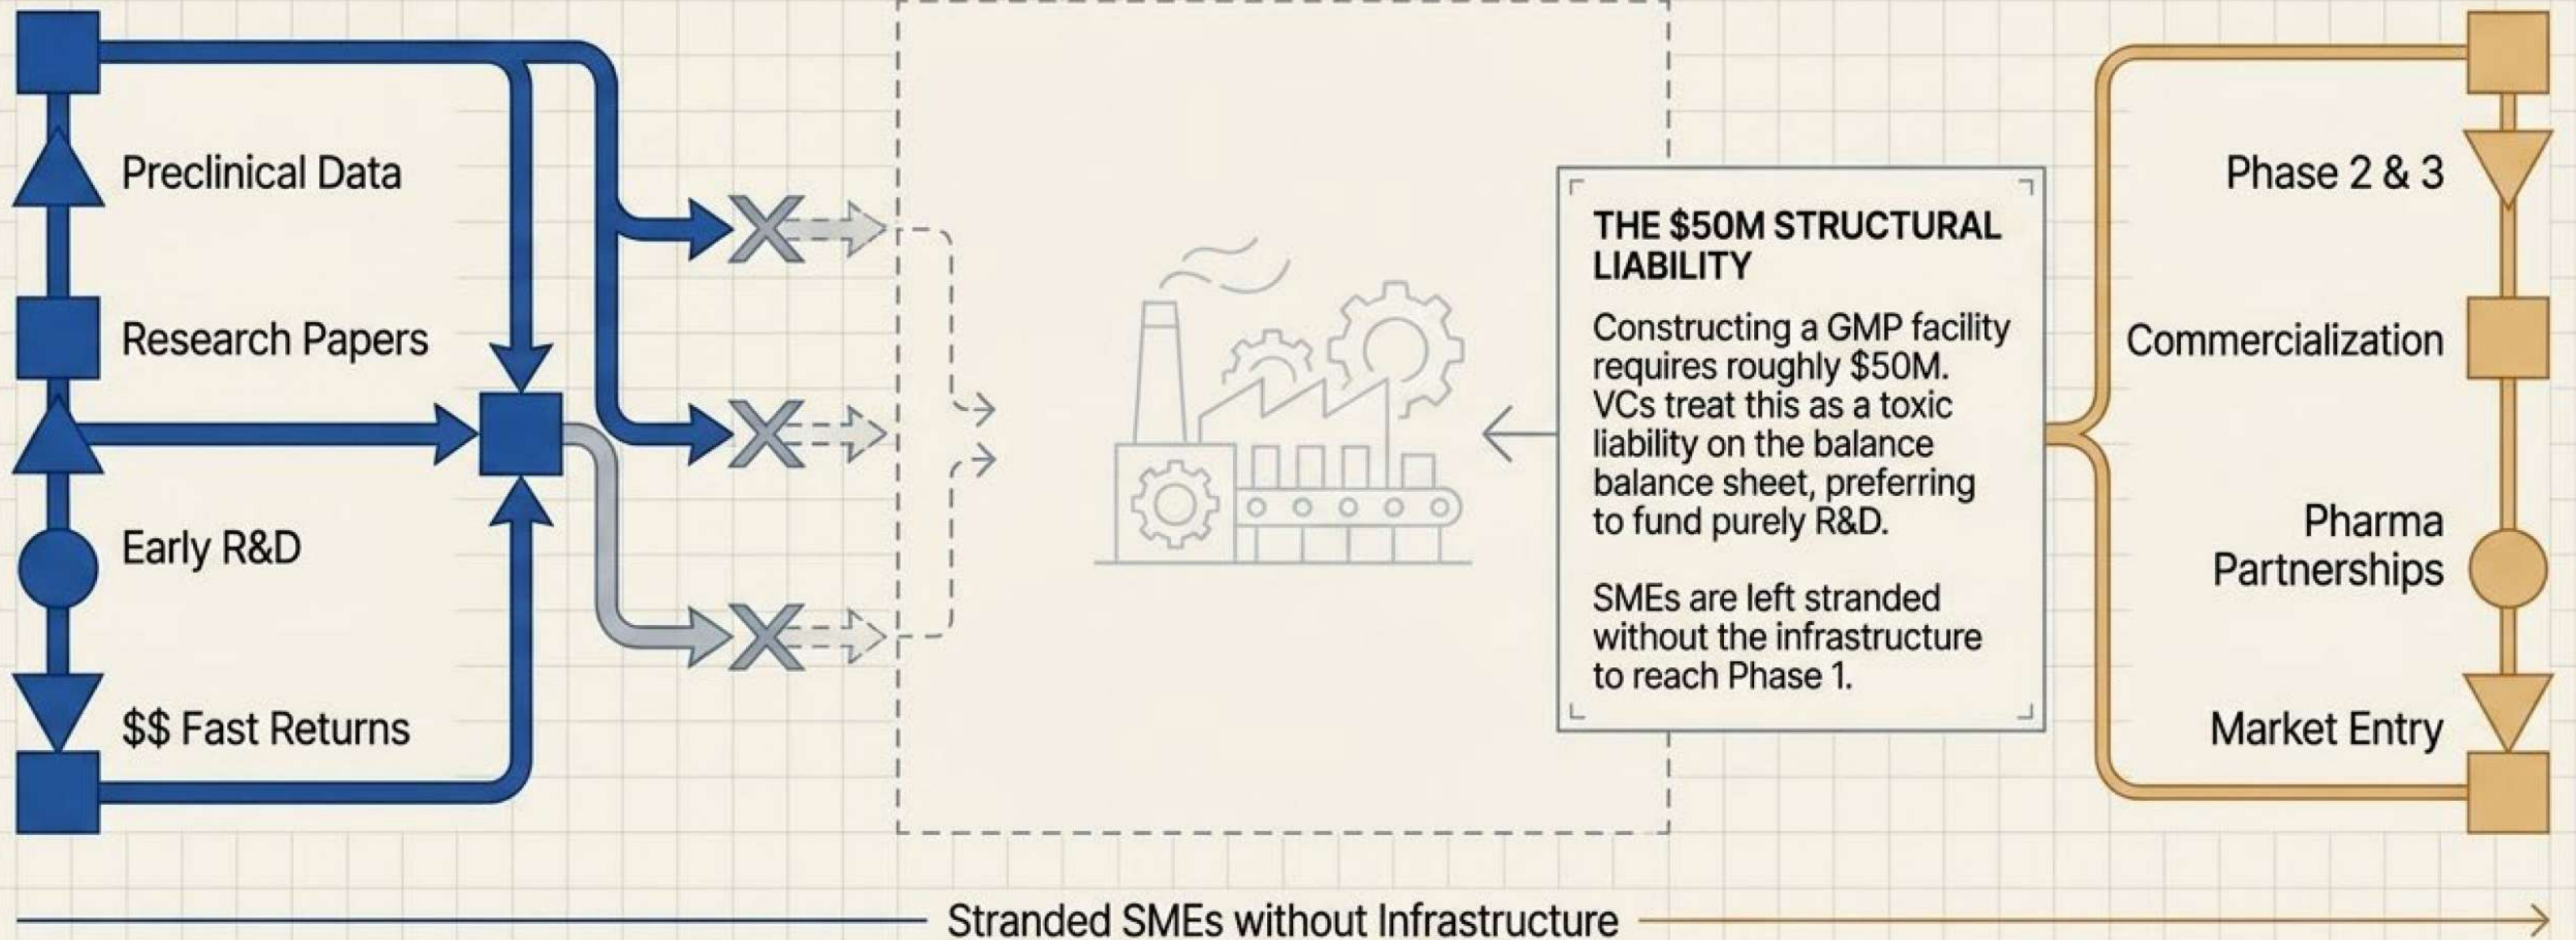 Preclinical Data
Research Papers
Early R&D
$$ Fast Returns
THE $50M STRUCTURAL
LIABILITY
Constructing a GMP facility
requires roughly $50M.
VCs treat this as a toxic
liability on the balance
balance sheet, preferring
to fund purely R&D.
SMEs are left stranded
without the infrastructure
to reach Phase 1.
Phase 2 & 3
Commercialization
Pharma
Partnerships
Market Entry
Stranded SMEs without Infrastructure